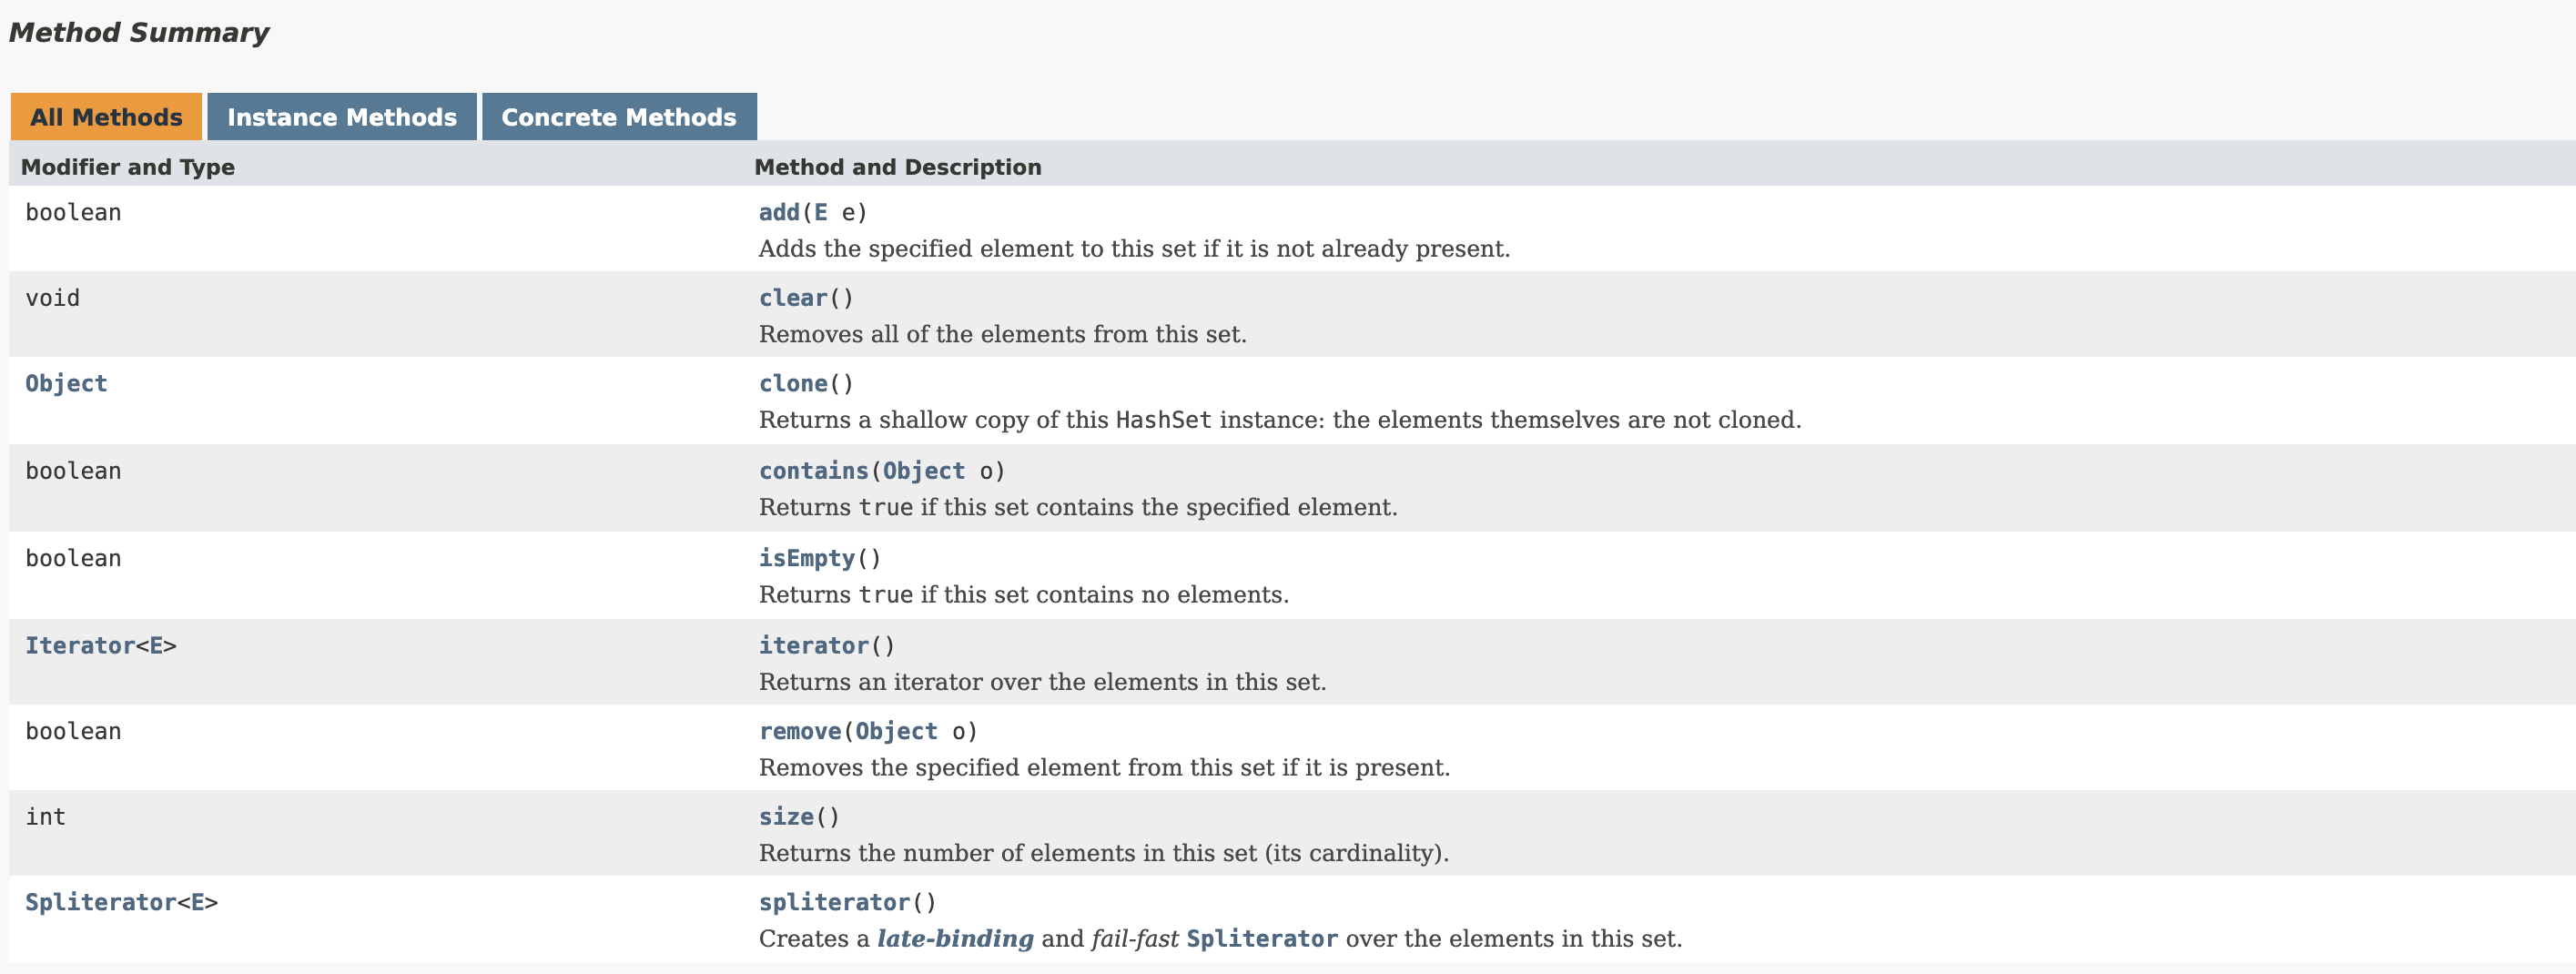 Method Summary
All Methods Instance Methods Concrete Methods
Modifier and Type Method and Description
boolean add(E e)
Adds the specified element to this set if it is not already present.
void clear()
Removes all of the elements from this set.
Object clone()
Returns a shallow copy of this HashSet instance: the elements themselves are not cloned.
boolean contains(Object o)
Returns true if this set contains the specified element.
boolean isEmpty()
Returns true if this set contains no elements.
Iterator<E> iterator()
Returns an iterator over the elements in this set.
boolean remove(Object o)
Removes the specified element from this set if it is present.
int size()
Returns the number of elements in this set (its cardinality).
Spliterator<E> spliterator()
Creates a late-binding and fail-fast Spliterator over the elements in this set.